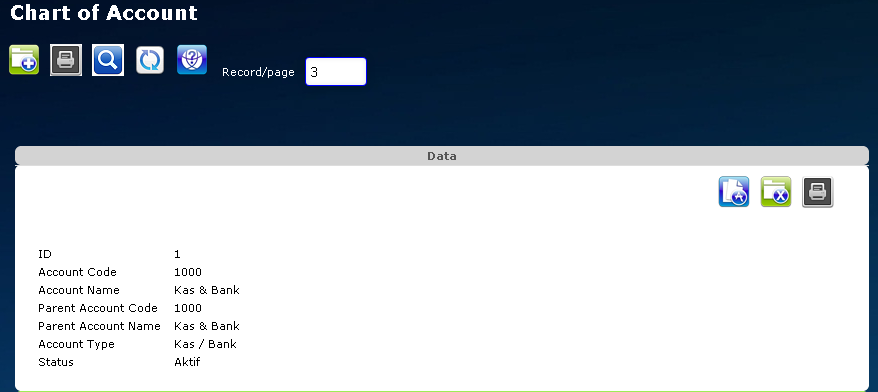 Chart of Account
Record/page 3
Data
ID 1
Account Code 1000
Account Name Kas & Bank
Parent Account Code 1000
Parent Account Name Kas & Bank
Account Type Kas / Bank
Status Aktif